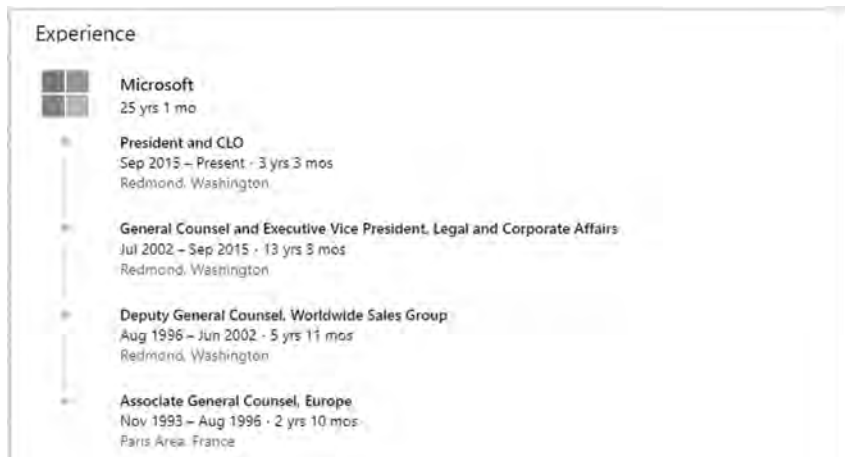 Experience
Microsoft
25 yrs 1 mo
President and CLO
Sep 2015 – Present · 3 yrs 3 mos
Redmond, Washington
General Counsel and Executive Vice President, Legal and Corporate Affairs
Jul 2002 – Sep 2015 · 13 yrs 3 mos
Redmond, Washington
Deputy General Counsel, Worldwide Sales Group
Aug 1996 – Jun 2002 · 5 yrs 11 mos
Redmond, Washington
Associate General Counsel, Europe
Nov 1993 – Aug 1996 · 2 yrs 10 mos
Paris Area, France